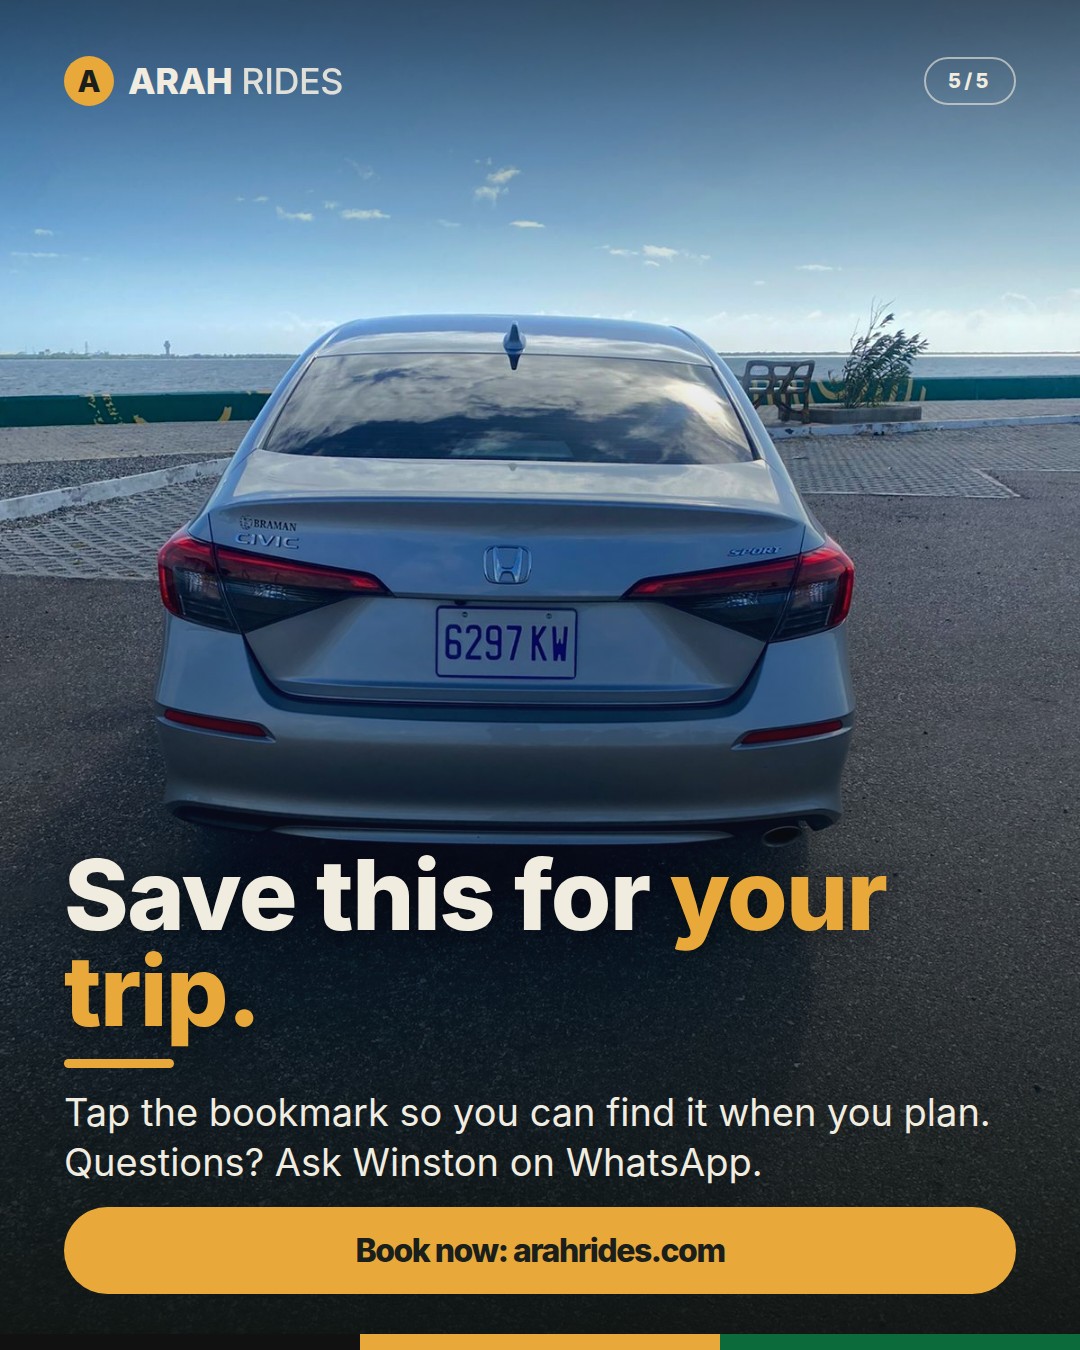 A ARAH RIDES
5/5
BRAMAN
CIVIC
SPORT
6297 KW
Save this for your
trip.
Tap the bookmark so you can find it when you plan.
Questions? Ask Winston on WhatsApp.
Book now: arahrides.com